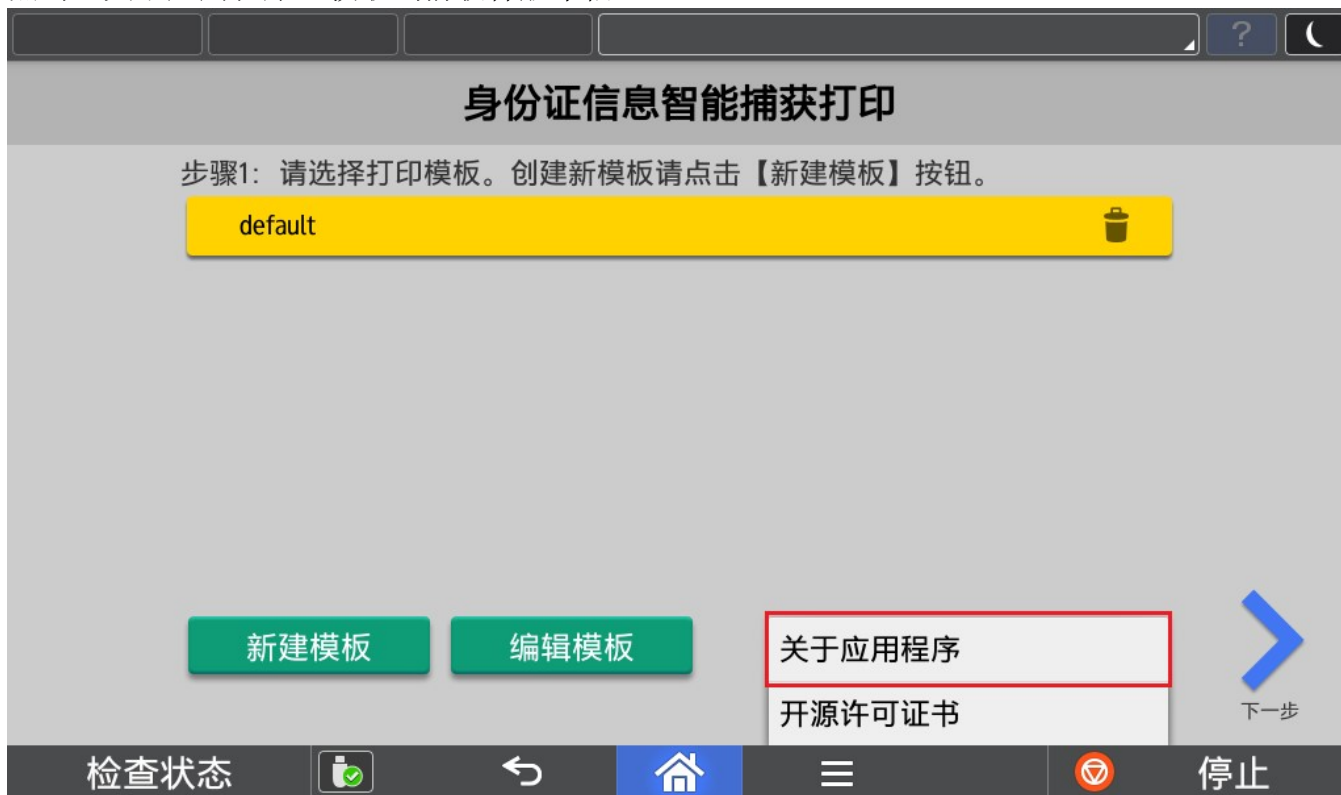 ?
身份证信息智能捕获打印
步骤1：请选择打印模板。创建新模板请点击【新建模板】按钮。
default
新建模板
编辑模板
关于应用程序
开源许可证书
下一步
检查状态
停止